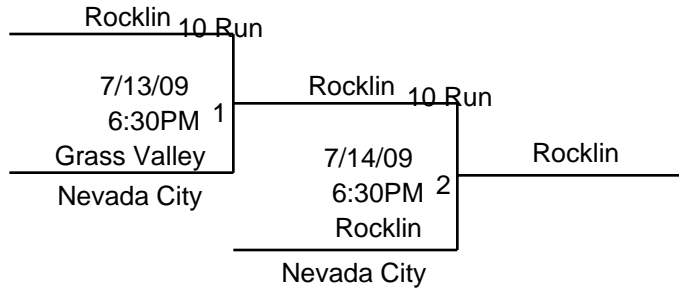 Rocklin
10 Run
7/13/09
6:30PM
1
Grass Valley
Nevada City
Rocklin
10 Run
7/14/09
6:30PM
2
Rocklin
Nevada City
Rocklin